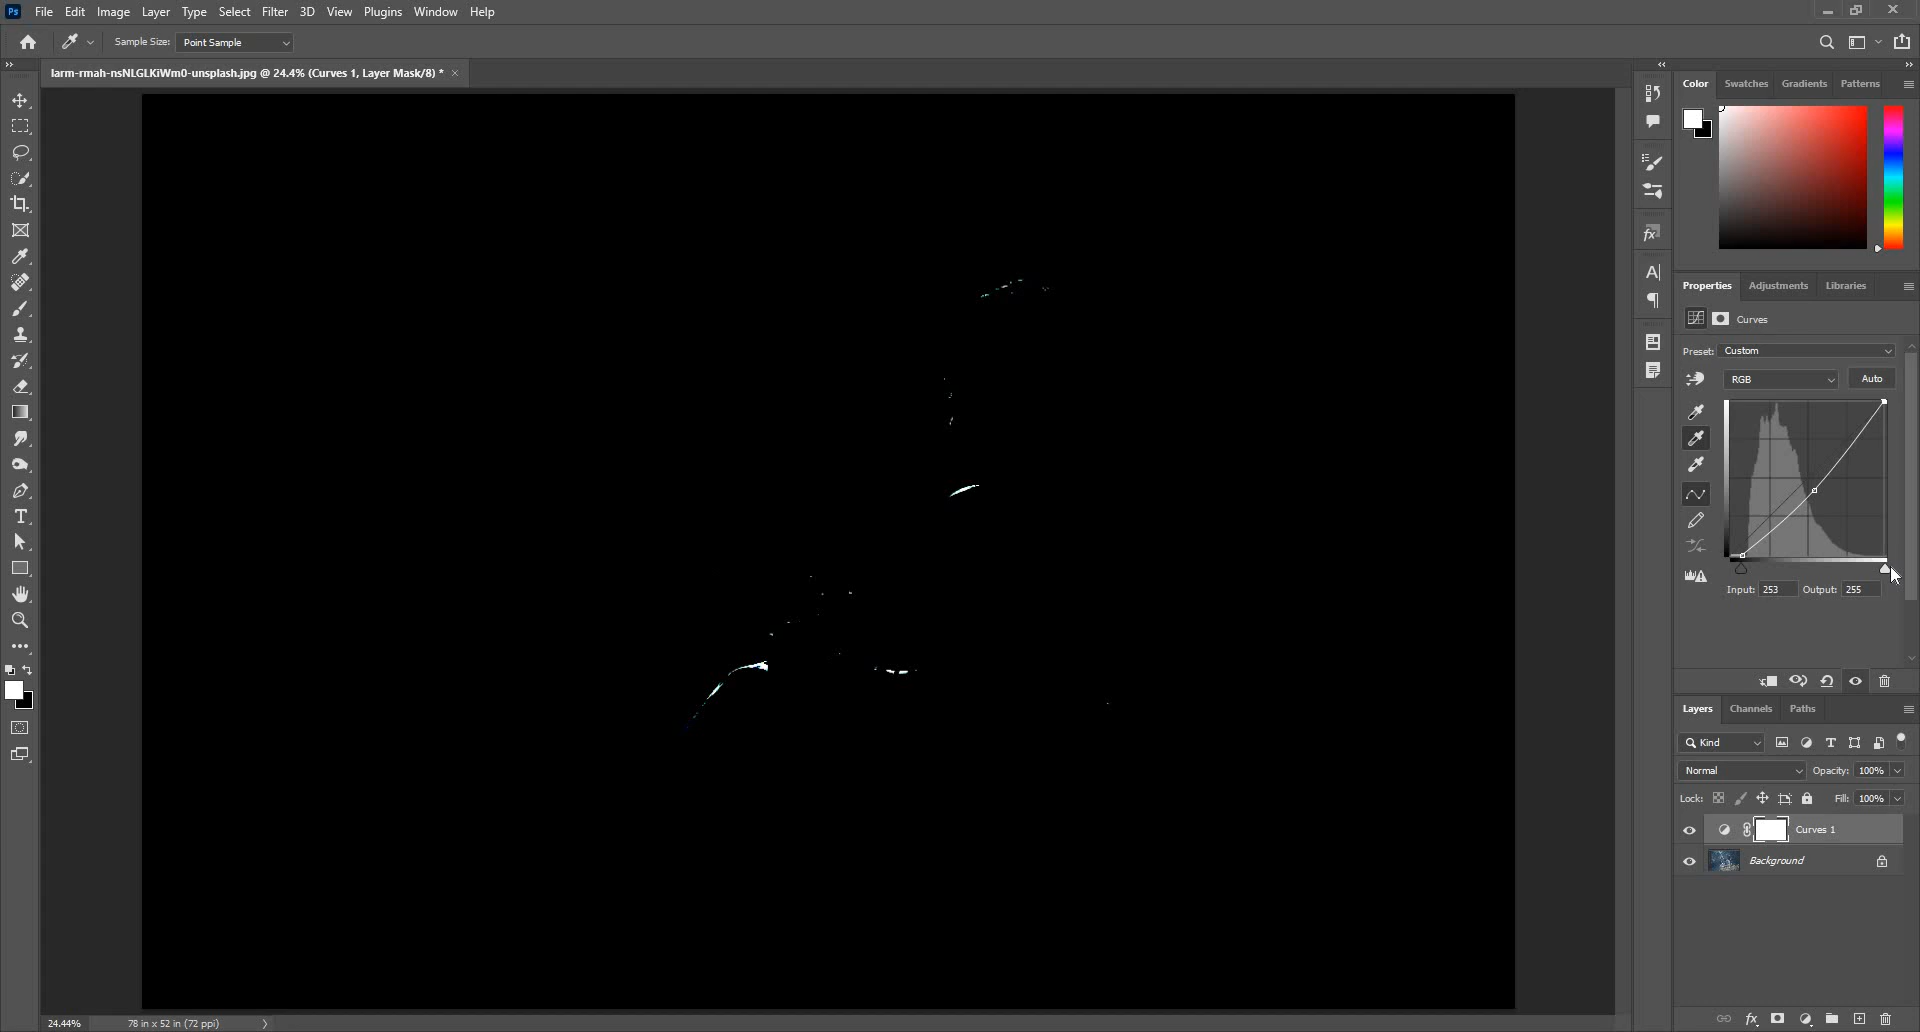 Ps File Edit Image Layer Type Select Filter 3D View Plugins Window Help
Sample Size: Point Sample
larm-rmah-nsNLGLKiWm0-unsplash.jpg @ 24.4% (Curves 1, Layer Mask/8) * ×
Color Swatches Gradients Patterns
Properties Adjustments Libraries
Curves
Preset: Custom
RGB Auto
Input: 253 Output: 255
Layers Channels Paths
Kind
Normal Opacity: 100%
Lock: Fill: 100%
Curves 1
Background
fx
24.44% 78 in x 52 in (72 ppi)